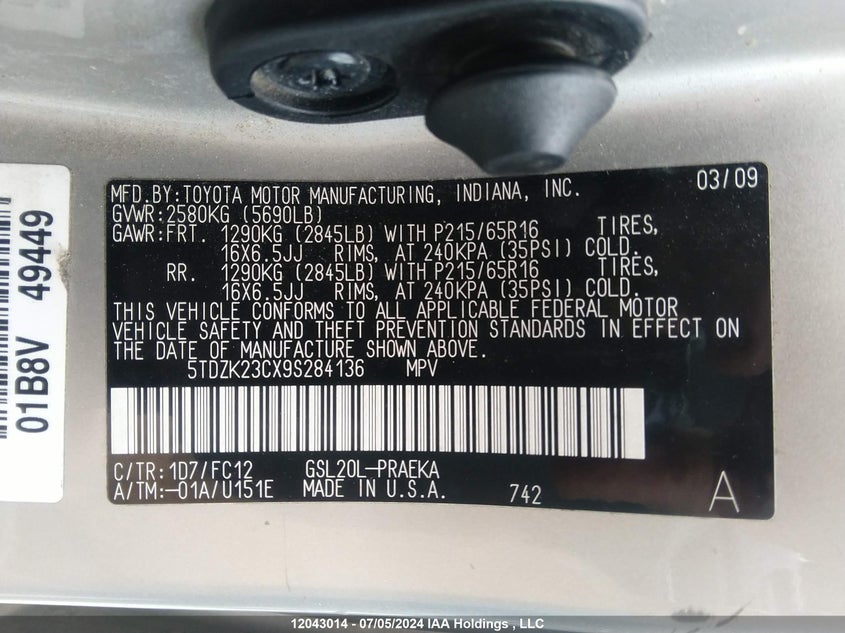 MFD.BY:TOYOTA MOTOR MANUFACTURING, INDIANA, INC. 03/09
GVWR:2580KG (5690LB)
GAWR:FRT. 1290KG (2845LB) WITH P215/65R16 TIRES,
16X6.5JJ RIMS, AT 240KPA (35PSI) COLD.
RR. 1290KG (2845LB) WITH P215/65R16 TIRES,
16X6.5JJ RIMS, AT 240KPA (35PSI) COLD.
THIS VEHICLE CONFORMS TO ALL APPLICABLE FEDERAL MOTOR
VEHICLE SAFETY AND THEFT PREVENTION STANDARDS IN EFFECT ON
THE DATE OF MANUFACTURE SHOWN ABOVE.
5TDZK23CX9S284136 MPV
C/TR:1D7/FC12 GSL20L-PRAEKA
A/TM:-01A/U151E MADE IN U.S.A. 742 A
01B8V 49449
12043014 - 07/05/2024 IAA Holdings , LLC